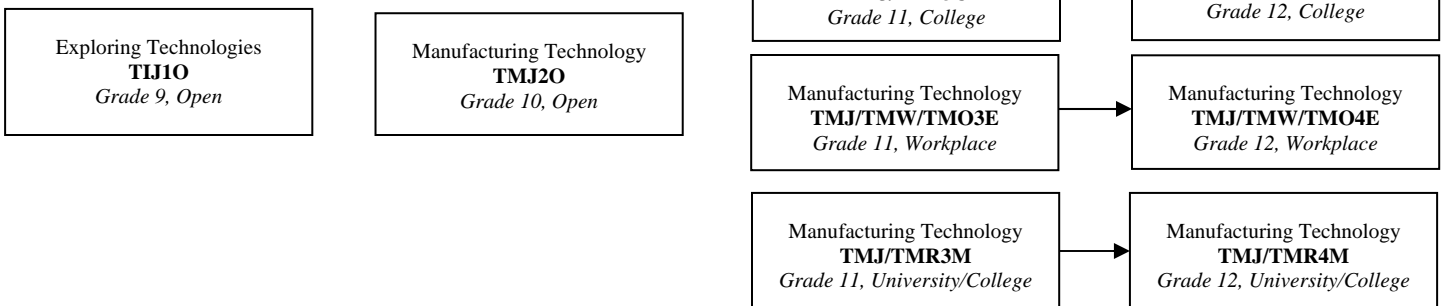 Grade 11, College
Grade 12, College
Exploring Technologies
TIJ1O
Grade 9, Open
Manufacturing Technology
TMJ2O
Grade 10, Open
Manufacturing Technology
TMJ/TMW/TMO3E
Grade 11, Workplace
Manufacturing Technology
TMJ/TMW/TMO4E
Grade 12, Workplace
Manufacturing Technology
TMJ/TMR3M
Grade 11, University/College
Manufacturing Technology
TMJ/TMR4M
Grade 12, University/College